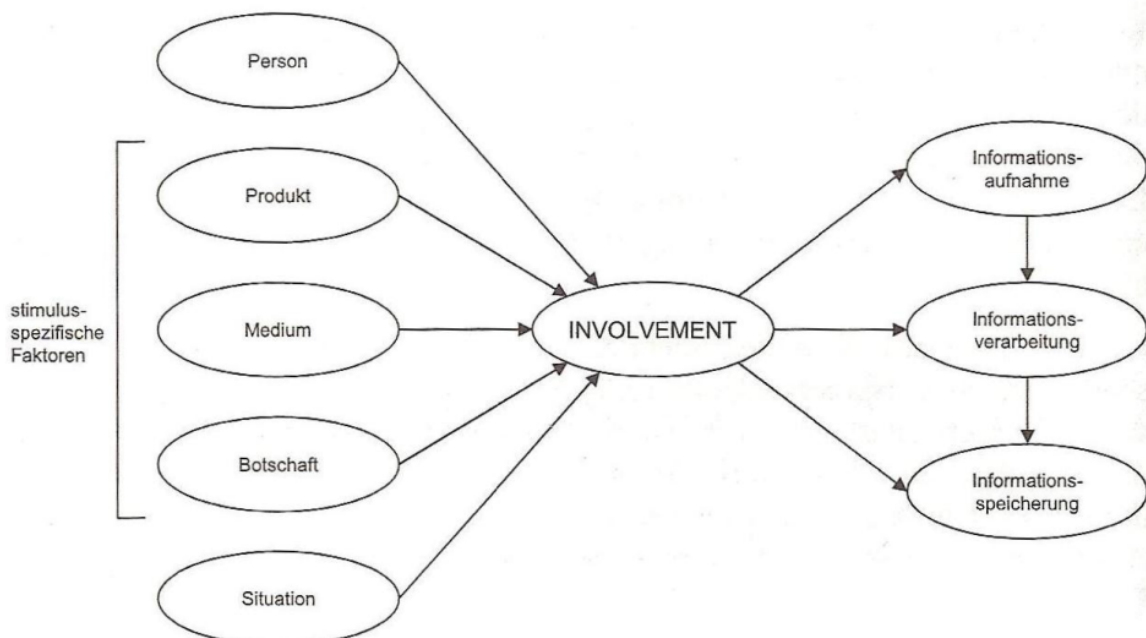 Person
Produkt
stimulus-
spezifische
Faktoren
Medium
Botschaft
Situation
INVOLVEMENT
Informations-
aufnahme
Informations-
verarbeitung
Informations-
speicherung